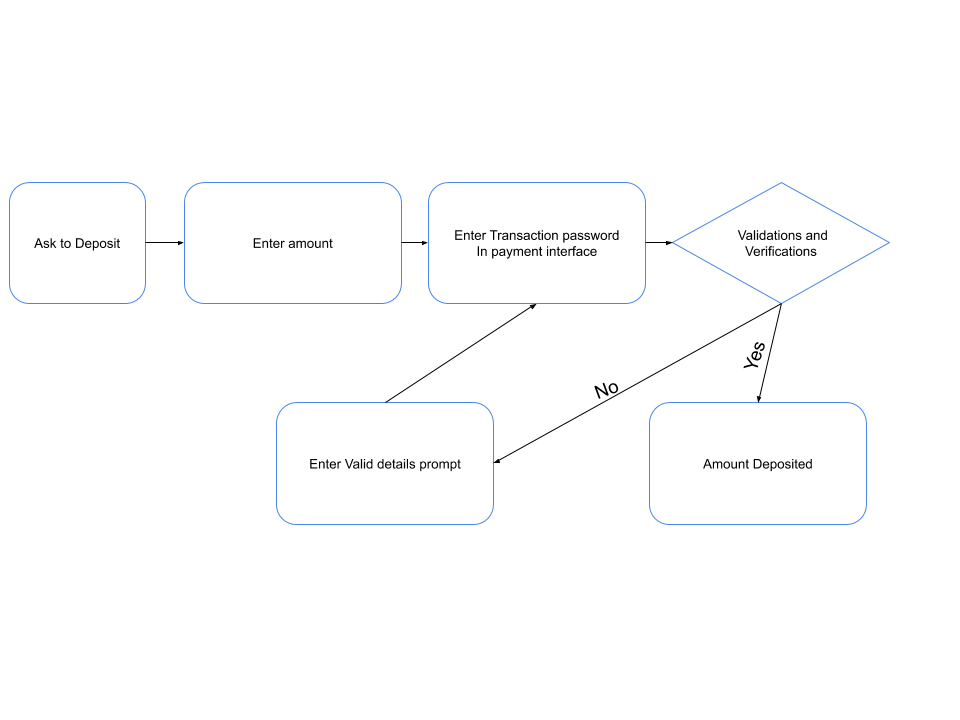 Ask to Deposit
Enter amount
Enter Transaction password
In payment interface
Validations and
Verifications
No
Yes
Enter Valid details prompt
Amount Deposited